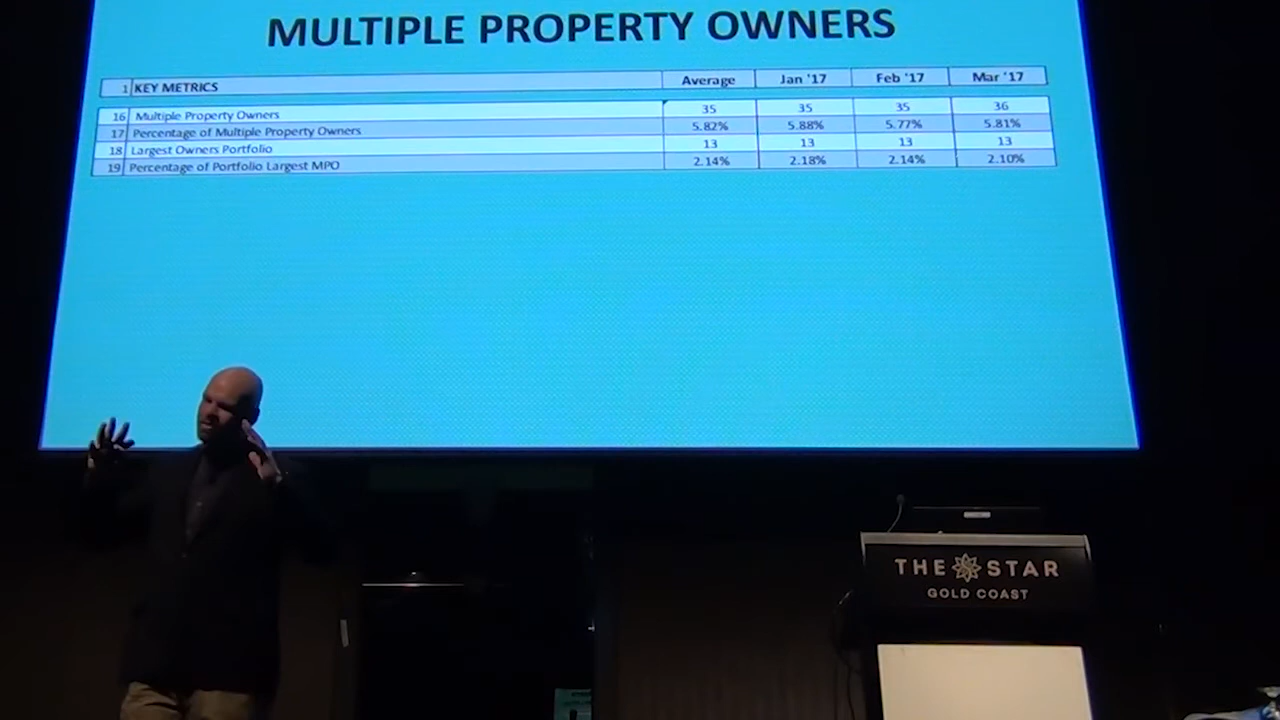 MULTIPLE PROPERTY OWNERS
1 KEY METRICS Average Jan '17 Feb '17 Mar '17
16 Multiple Property Owners 35 35 35 36
17 Percentage of Multiple Property Owners 5.82% 5.88% 5.77% 5.81%
18 Largest Owners Portfolio 13 13 13 13
19 Percentage of Portfolio Largest MPO 2.14% 2.18% 2.14% 2.10%
THE STAR
GOLD COAST